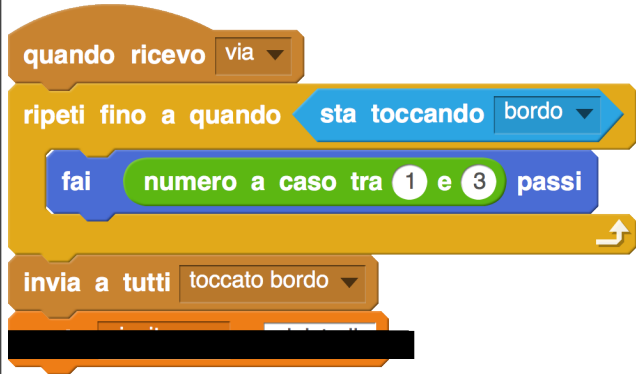 quando ricevo via
ripeti fino a quando sta toccando bordo
fai numero a caso tra 1 e 3 passi
invia a tutti toccato bordo